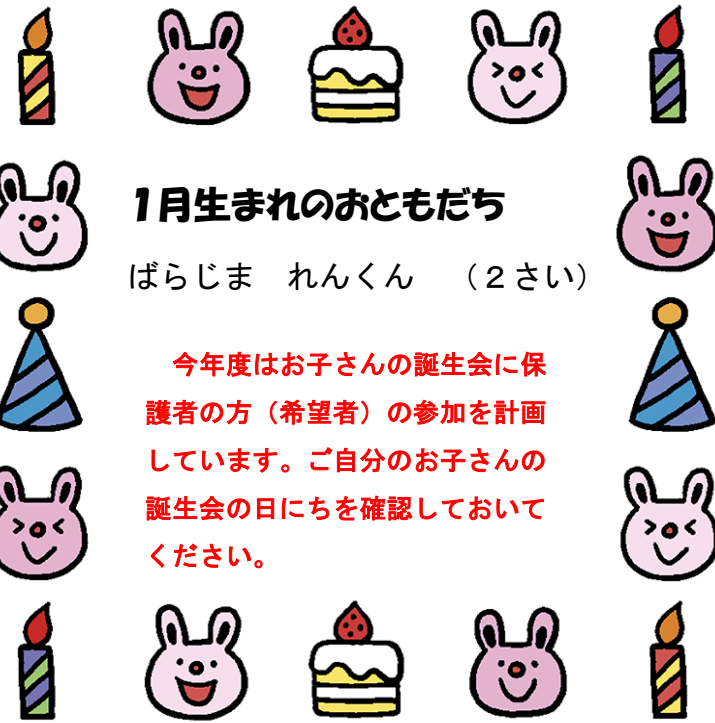 1月生まれのおともだち
ばらじま　れんくん　（２さい）
今年度はお子さんの誕生会に保
護者の方（希望者）の参加を計画
しています。ご自分のお子さんの
誕生会の日にちを確認しておいて
ください。